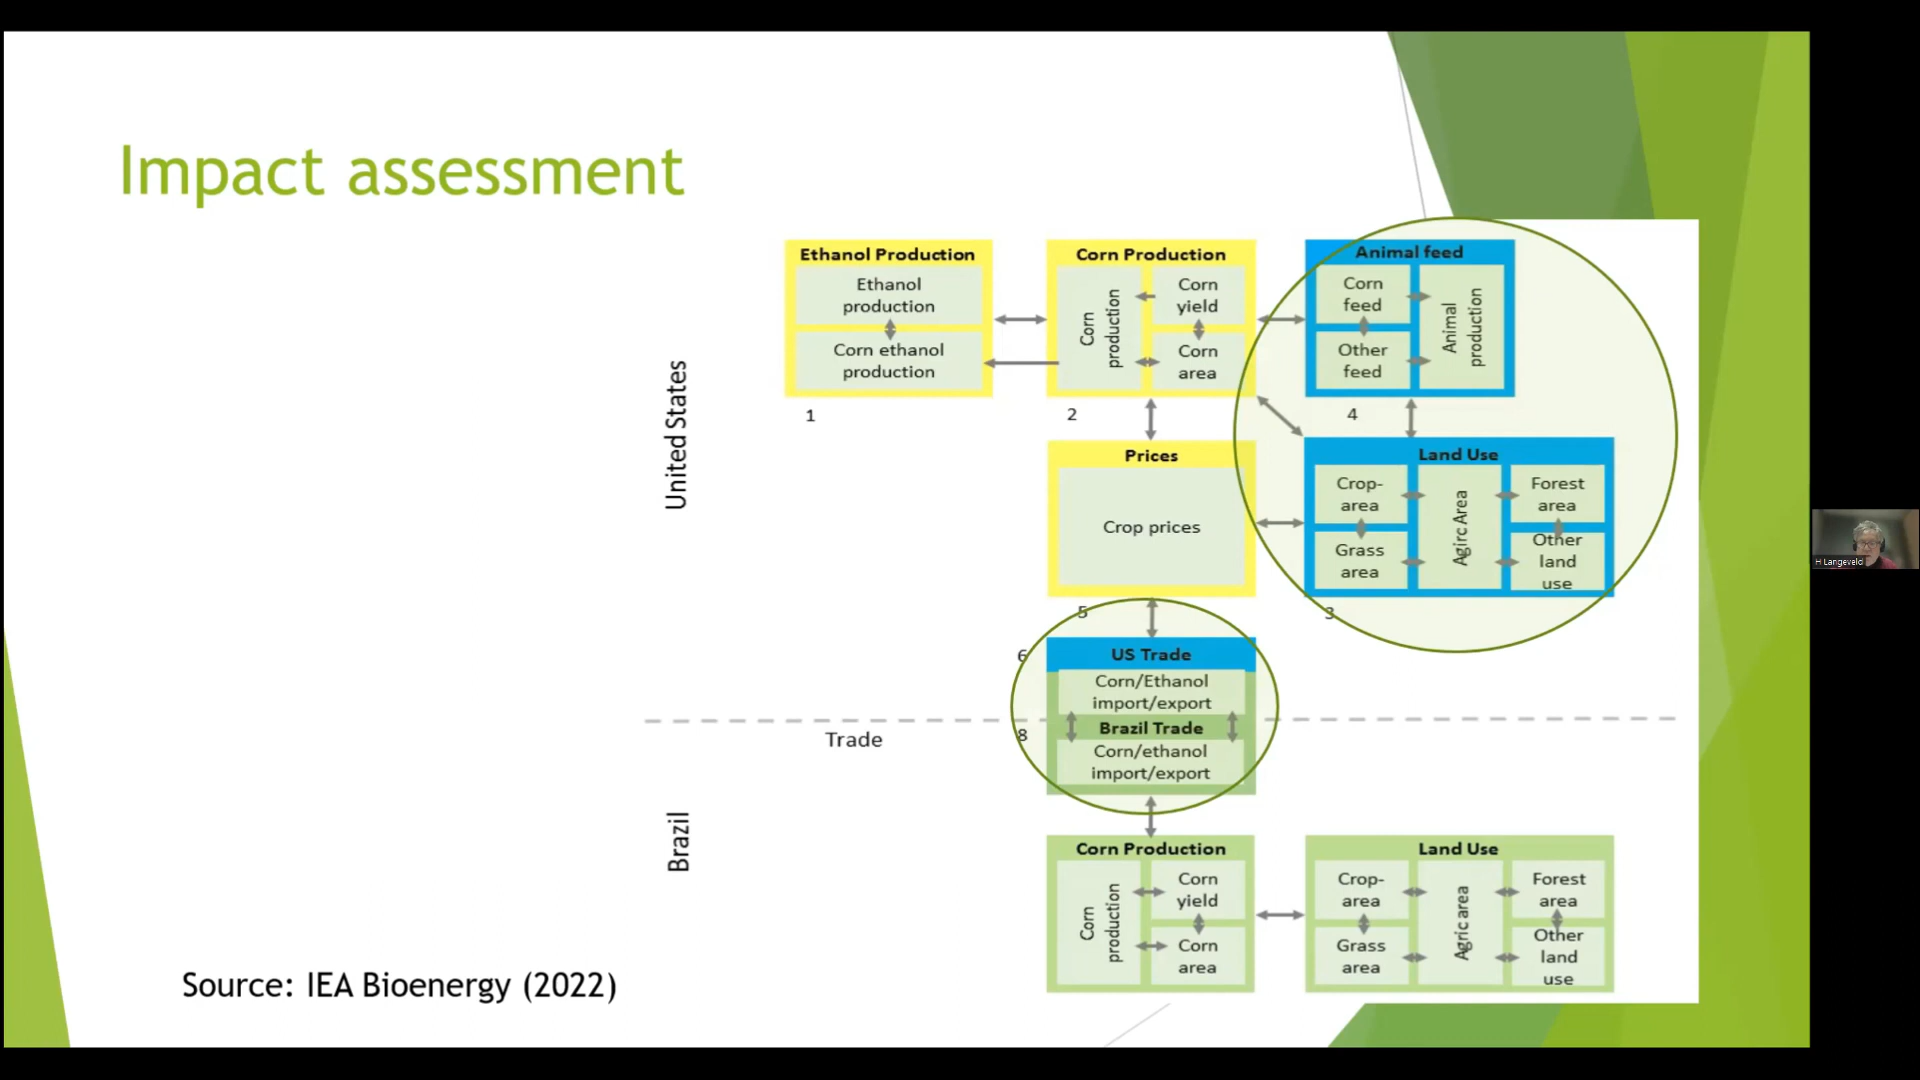 Impact assessment
United States
Ethanol Production
Ethanol
production
Corn ethanol
production
1
Corn Production
Corn
production
Corn
yield
Corn
area
2
Animal feed
Corn
feed
Other
feed
Animal
production
4
Prices
Crop prices
5
Land Use
Crop-
area
Grass
area
Agirc Area
Forest
area
Other
land
use
3
6
US Trade
Corn/Ethanol
import/export
Trade
8
Brazil Trade
Corn/ethanol
import/export
Brazil
Corn Production
Corn
production
Corn
yield
Corn
area
Land Use
Crop-
area
Grass
area
Agric area
Forest
area
Other
land
use
Source: IEA Bioenergy (2022)
H Langeveld